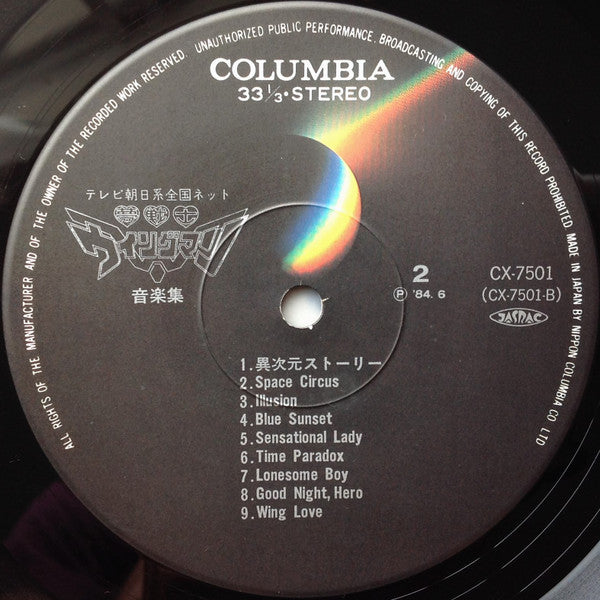 ALL RIGHTS OF THE MANUFACTURER AND OF THE OWNER OF THE RECORDED WORK RESERVED. UNAUTHORIZED PUBLIC PERFORMANCE. BROADCASTING AND COPYING OF THIS RECORD PROHIBITED. MADE IN JAPAN BY NIPPON COLUMBIA CO. LTD
COLUMBIA
33 1/3・STEREO
テレビ朝日系全国ネット
夢戦士
ウイングマン
音楽集
2
Ⓟ '84. 6
CX-7501
(CX-7501-B)
JASRAC
1.異次元ストーリー
2.Space Circus
3.Illusion
4.Blue Sunset
5.Sensational Lady
6.Time Paradox
7.Lonesome Boy
8.Good Night, Hero
9.Wing Love